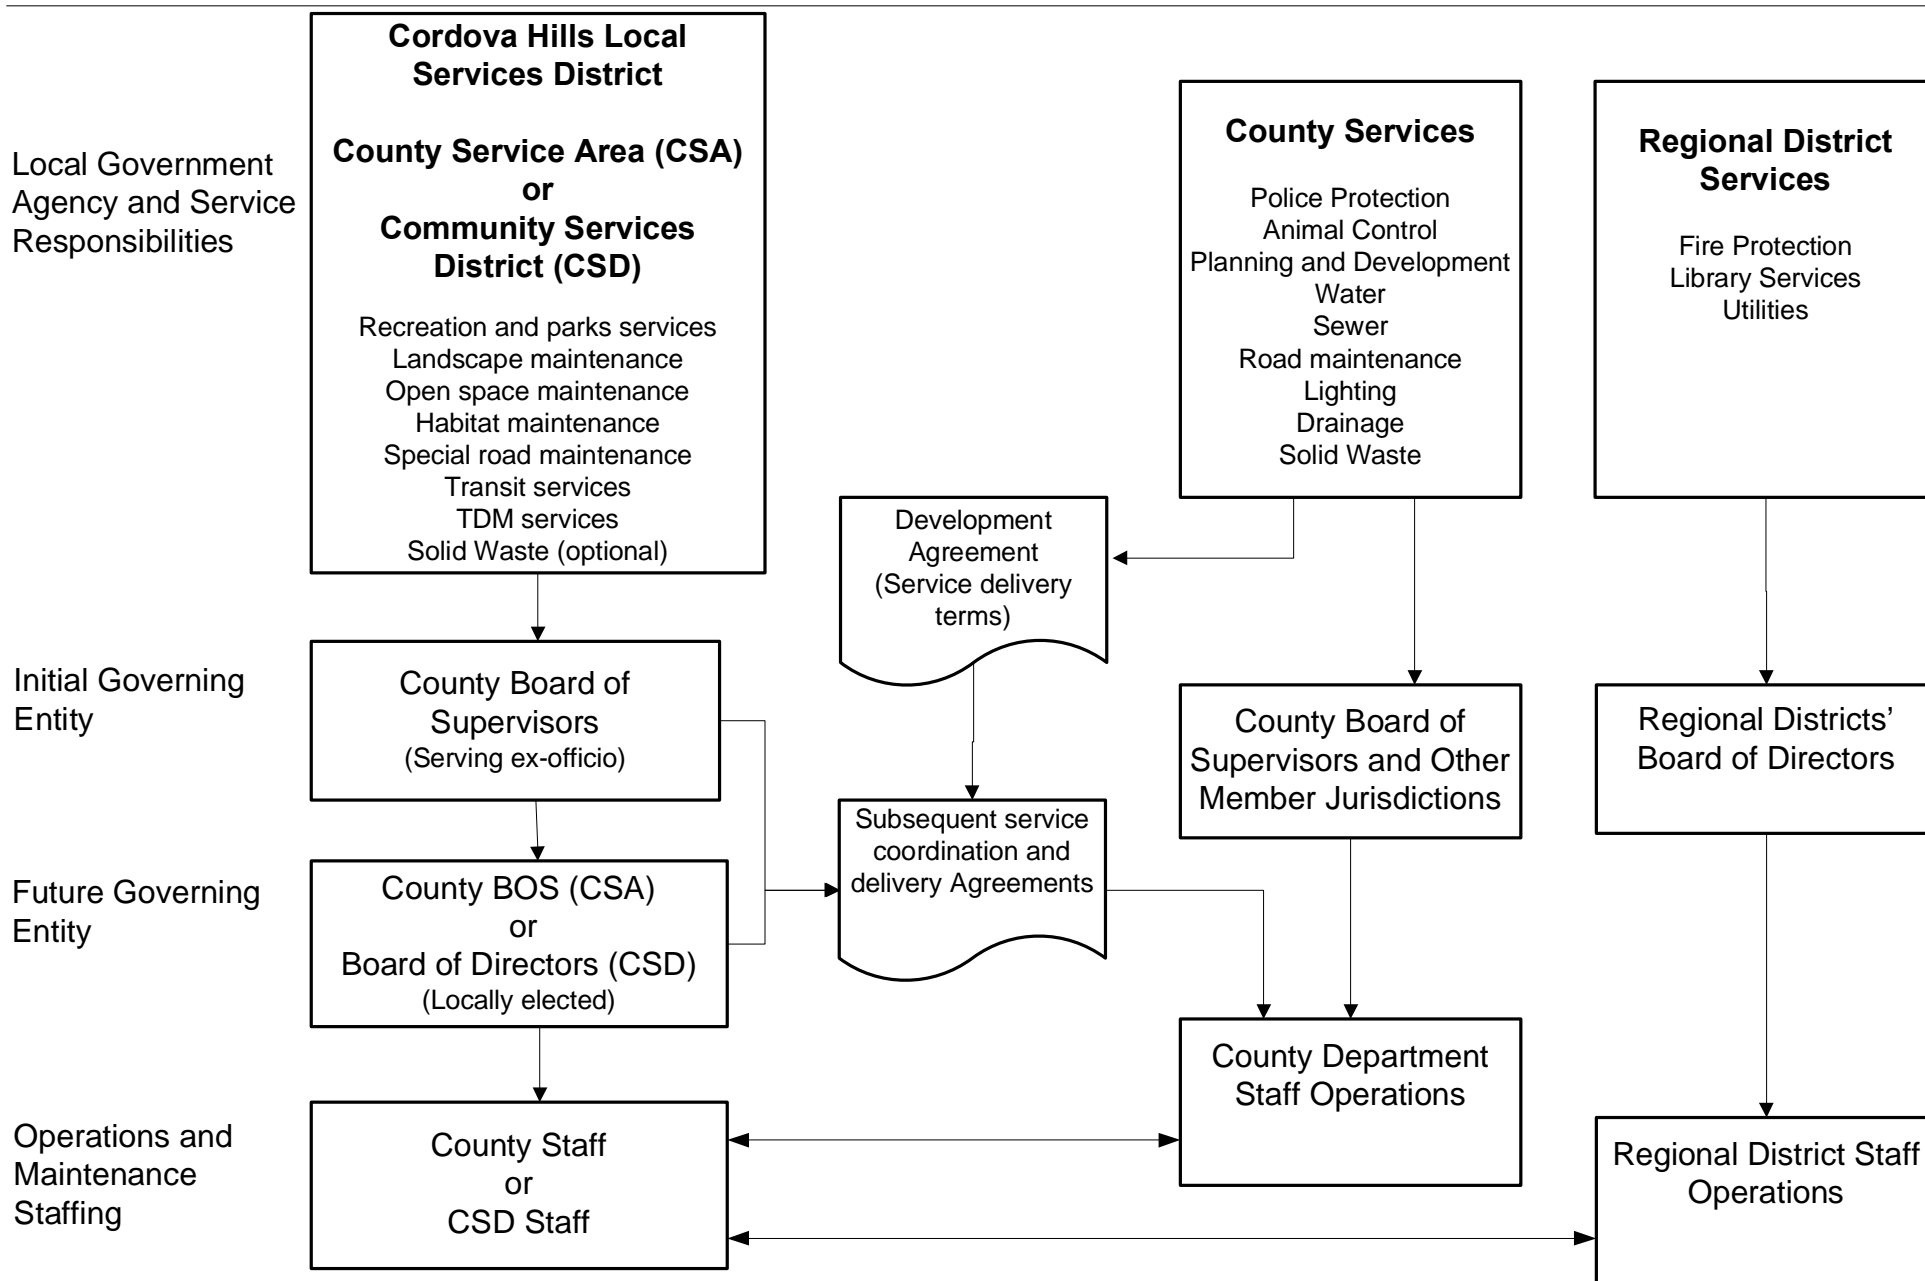 Cordova Hills Local
Services District
County Service Area (CSA)
or
Community Services
District (CSD)
Recreation and parks services
Landscape maintenance
Open space maintenance
Habitat maintenance
Special road maintenance
Transit services
TDM services
Solid Waste (optional)
County Services
Police Protection
Animal Control
Planning and Development
Water
Sewer
Road maintenance
Lighting
Drainage
Solid Waste
Regional District
Services
Fire Protection
Library Services
Utilities
Local Government
Agency and Service
Responsibilities
Development
Agreement
(Service delivery
terms)
Initial Governing
Entity
County Board of
Supervisors
(Serving ex-officio)
County Board of
Supervisors and Other
Member Jurisdictions
Regional Districts’
Board of Directors
Subsequent service
coordination and
delivery Agreements
Future Governing
Entity
County BOS (CSA)
or
Board of Directors (CSD)
(Locally elected)
County Department
Staff Operations
Operations and
Maintenance
Staffing
County Staff
or
CSD Staff
Regional District Staff
Operations